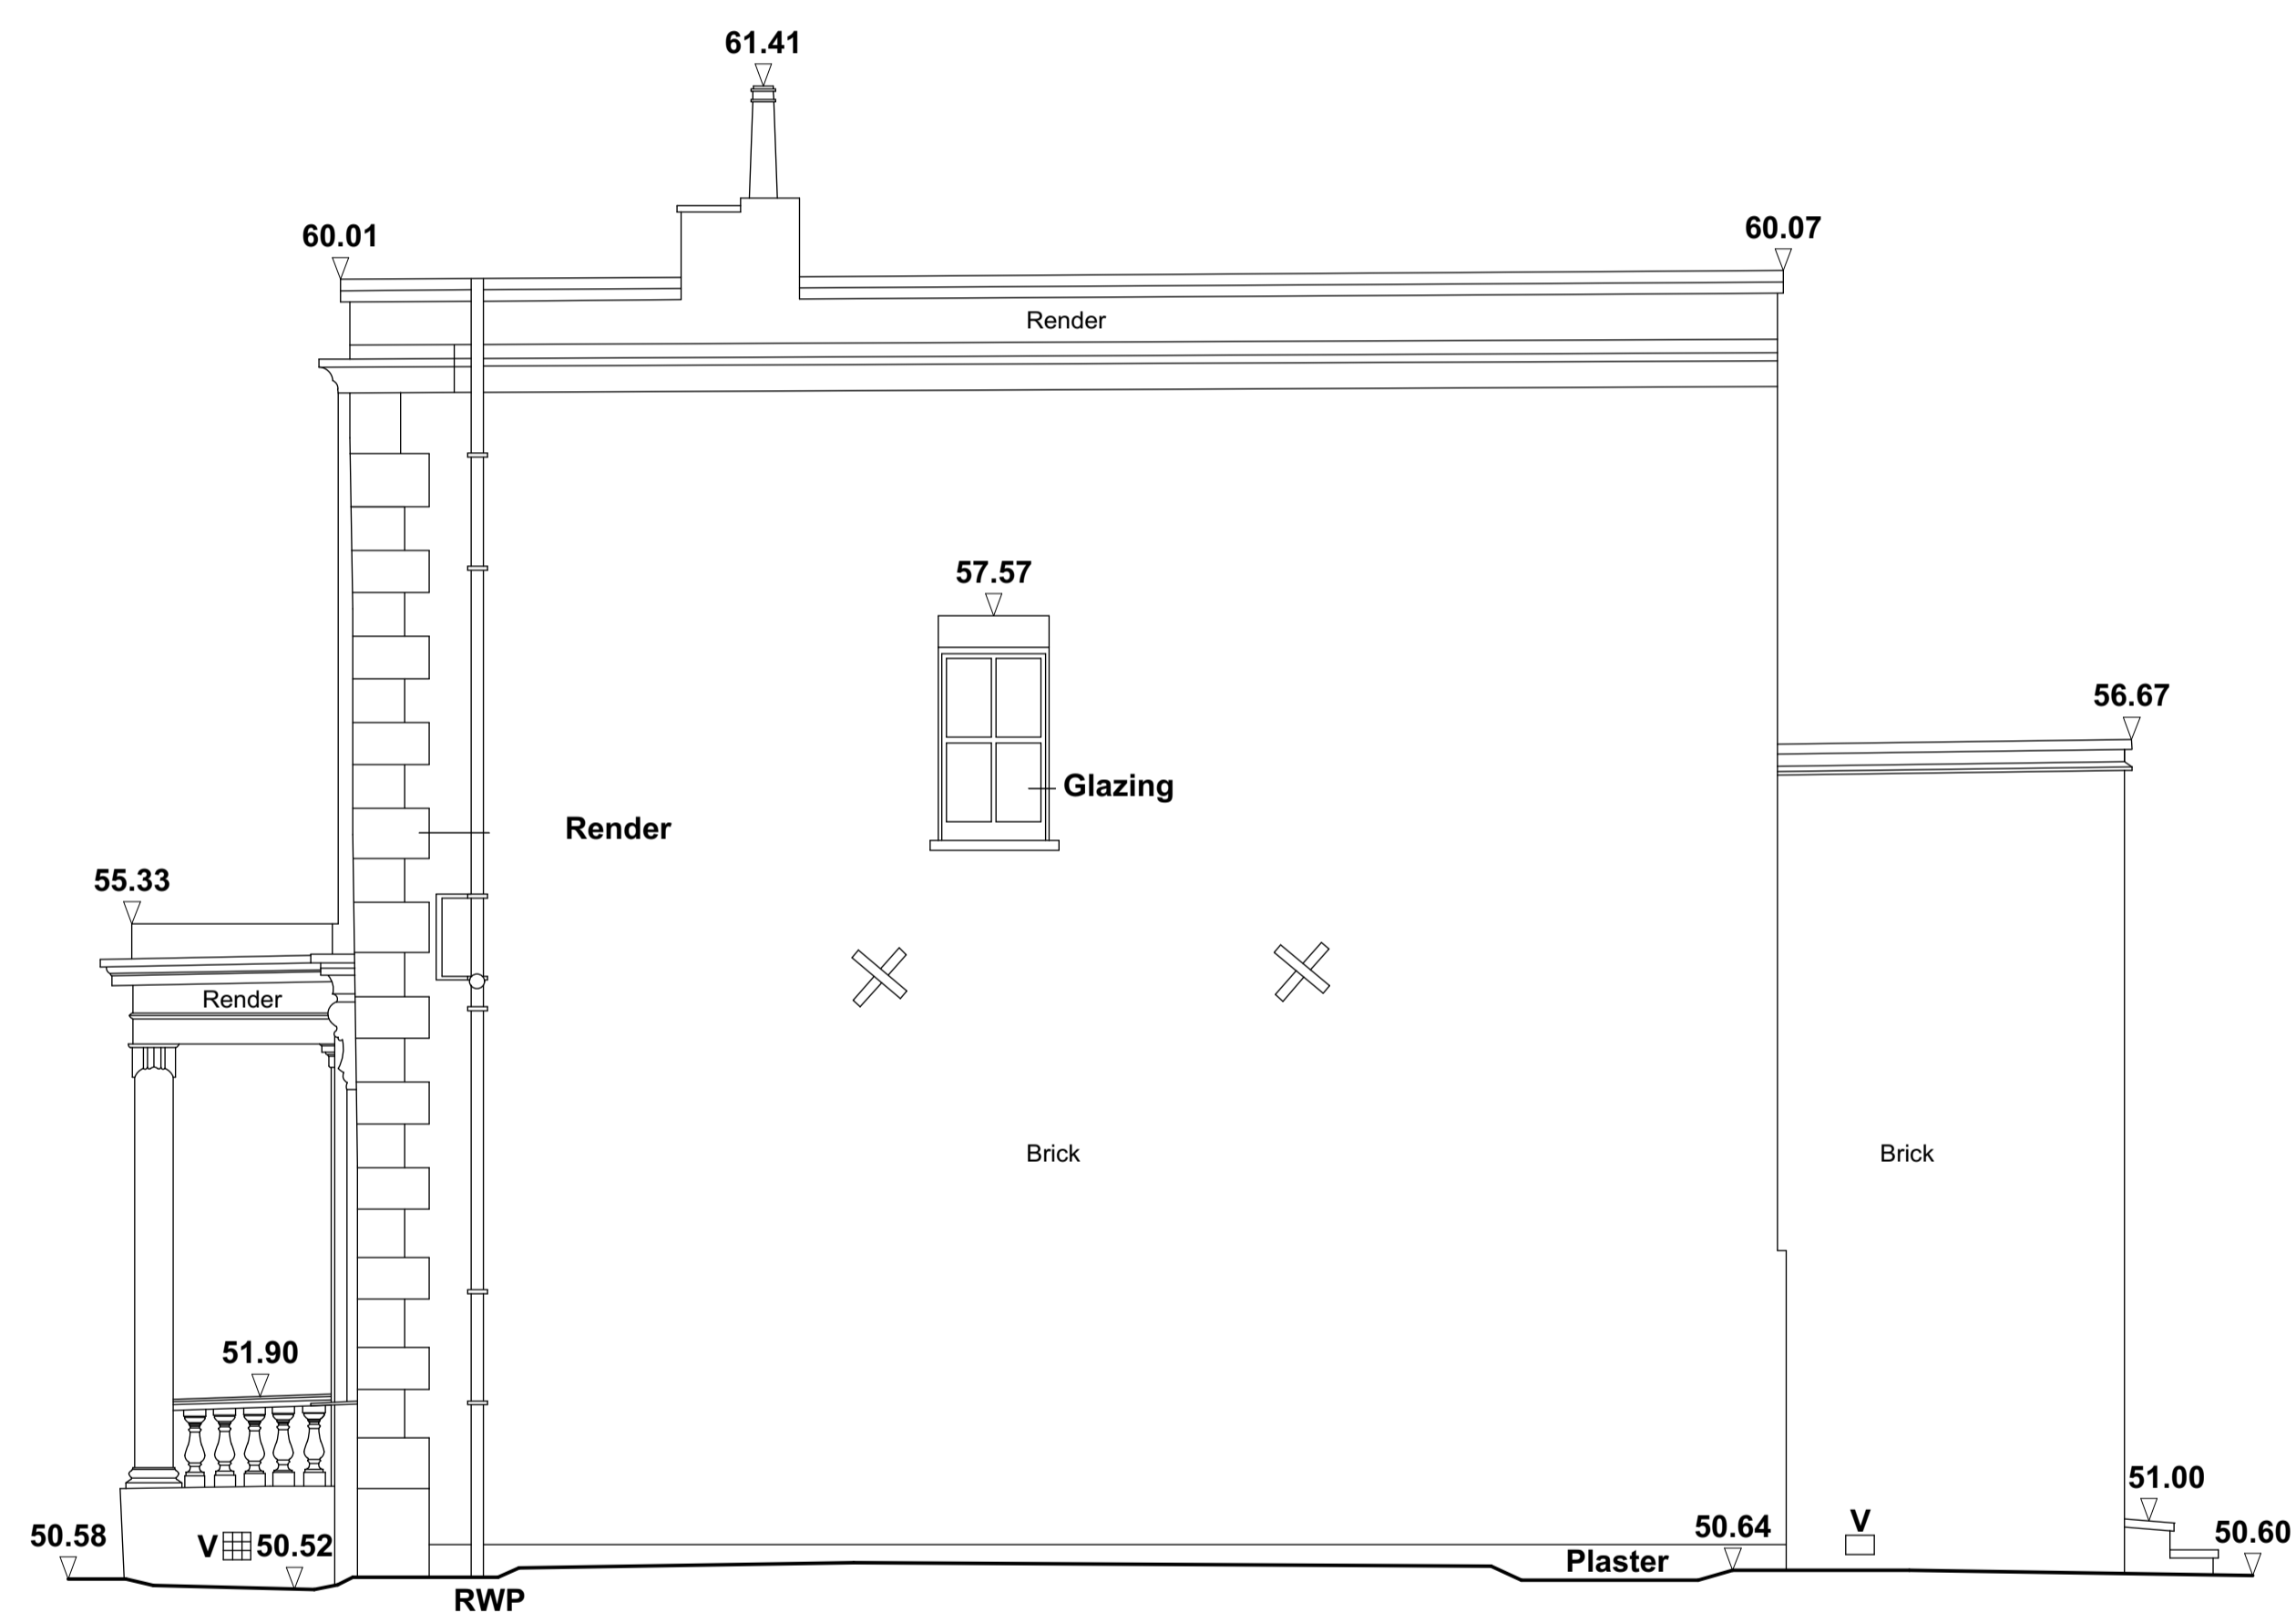 61.41
60.01
60.07
Render
57.57
56.67
Glazing
Render
55.33
Render
Brick
Brick
51.90
51.00
50.58
V
50.52
50.64
V
50.60
Plaster
RWP